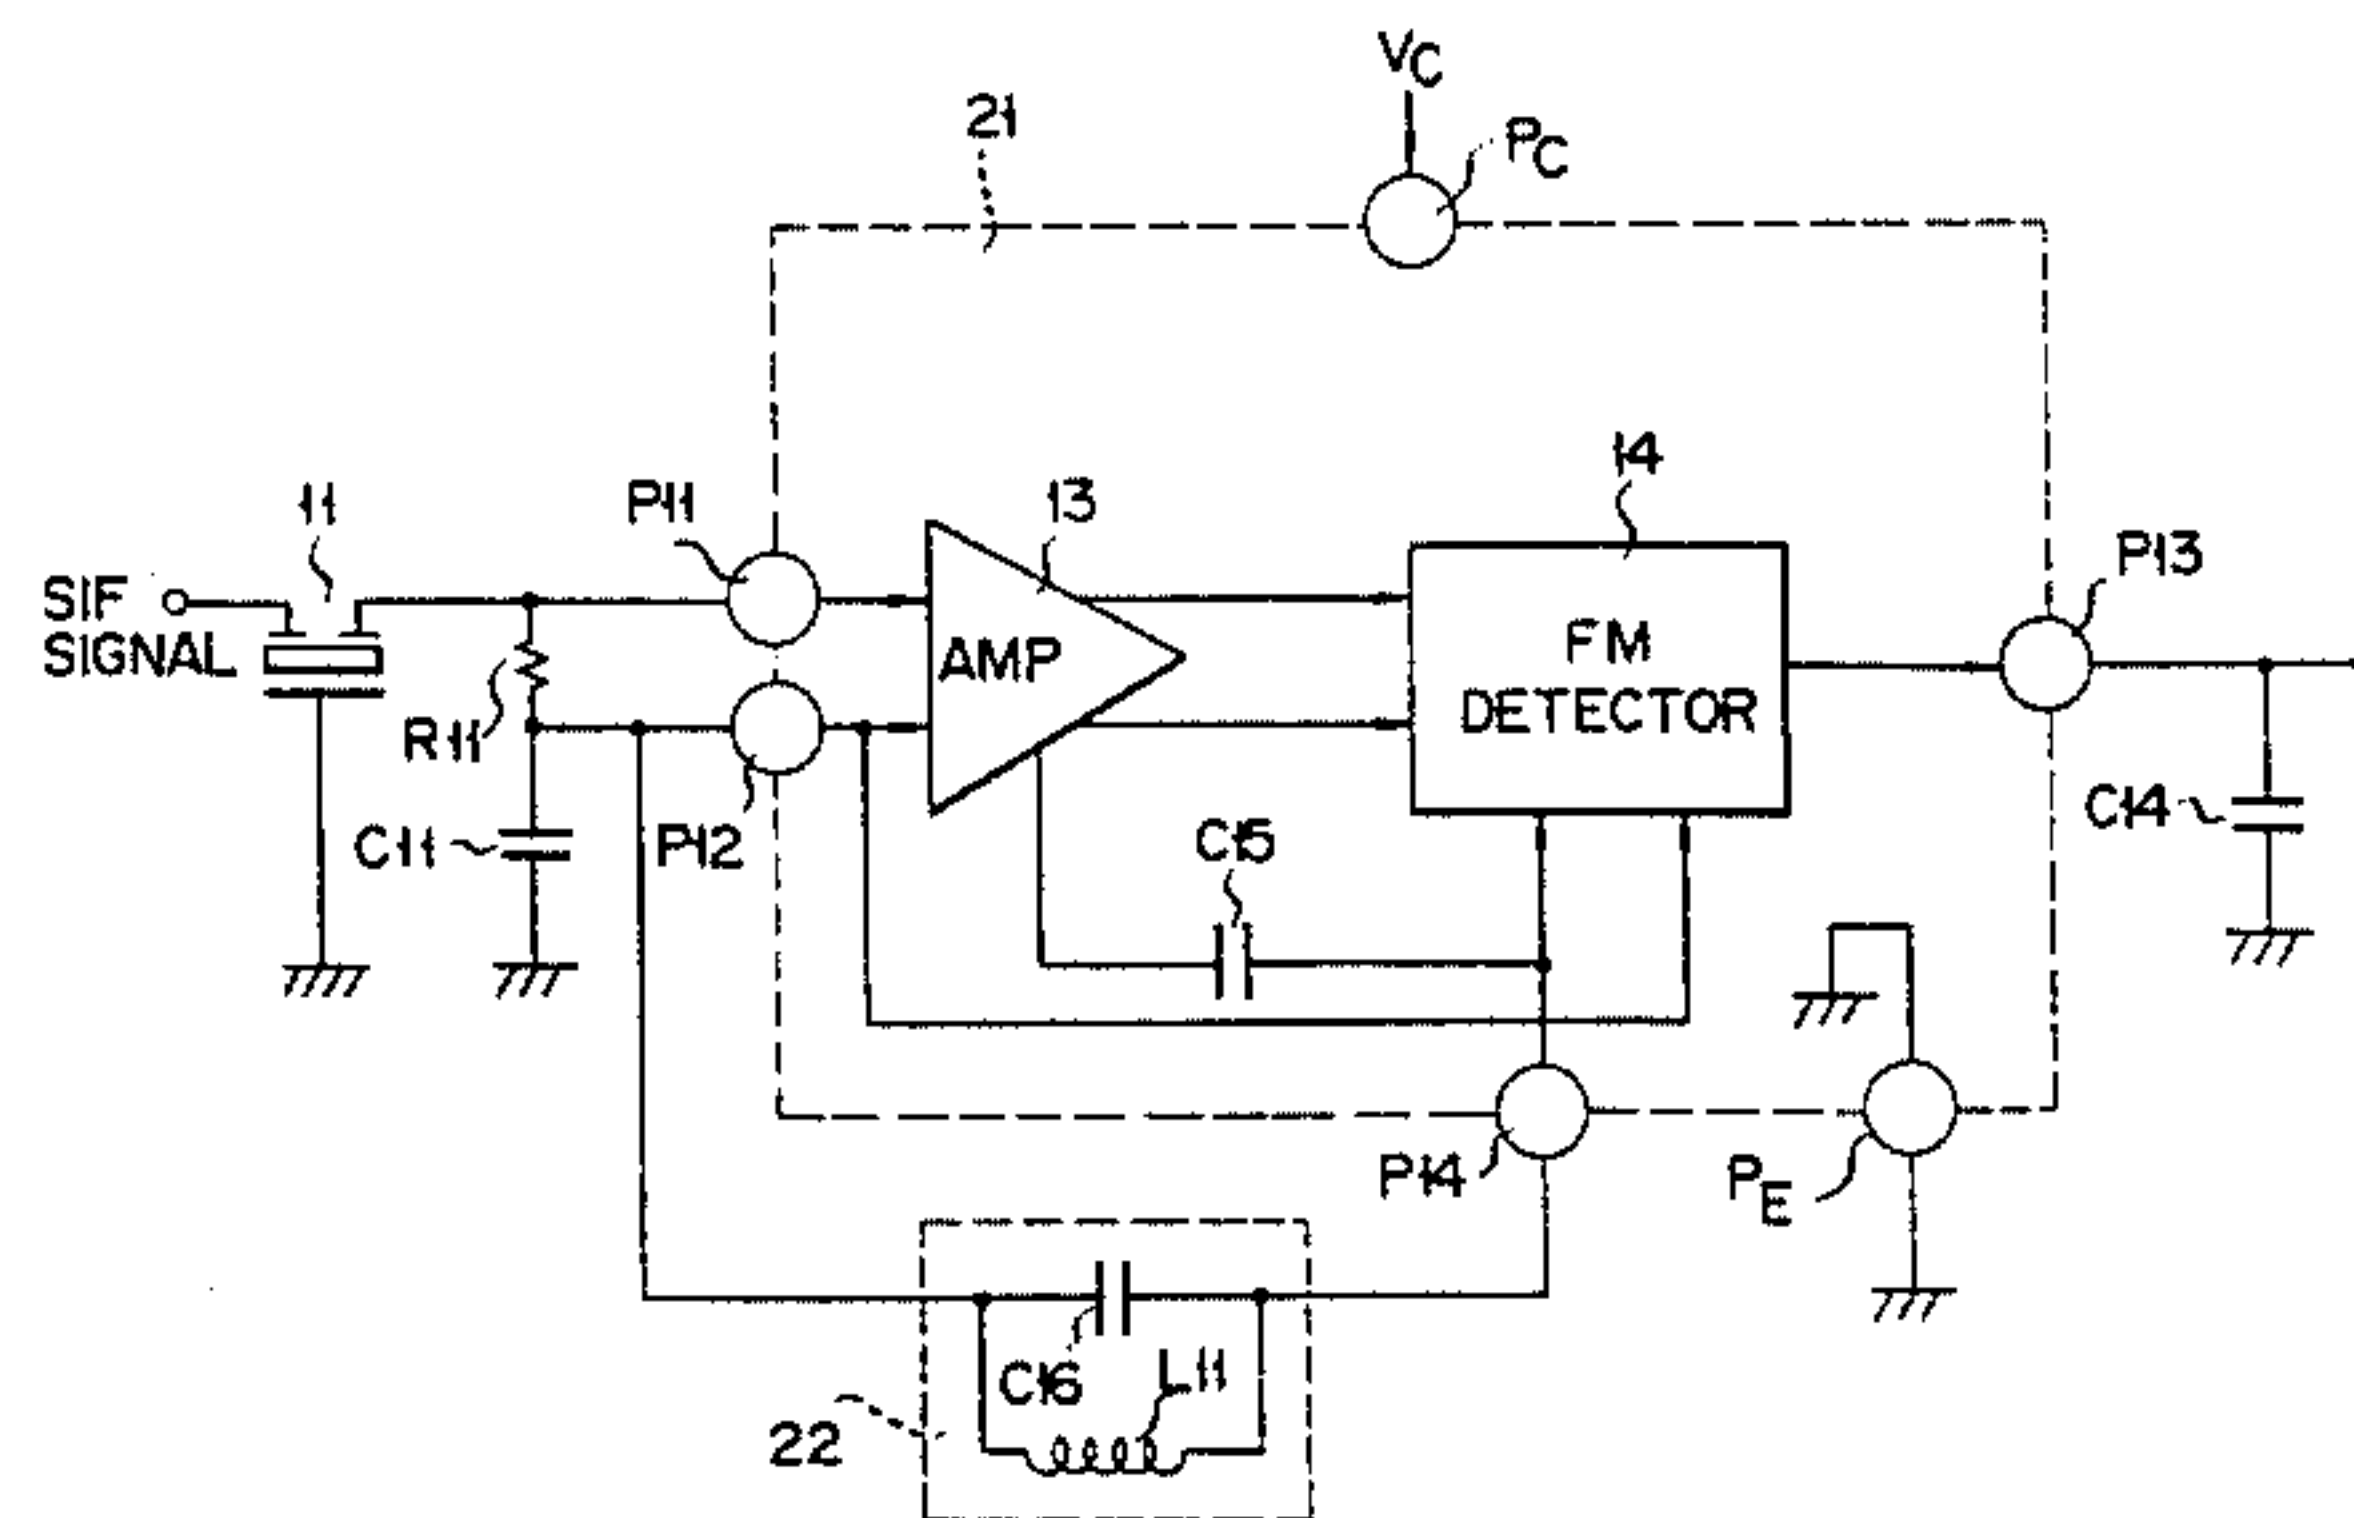 VC
21
PC
14
11
P11
13
P13
SIF
SIGNAL
AMP
FM
DETECTOR
R11
C11
P12
C15
C14
P14
PE
C16
L11
22